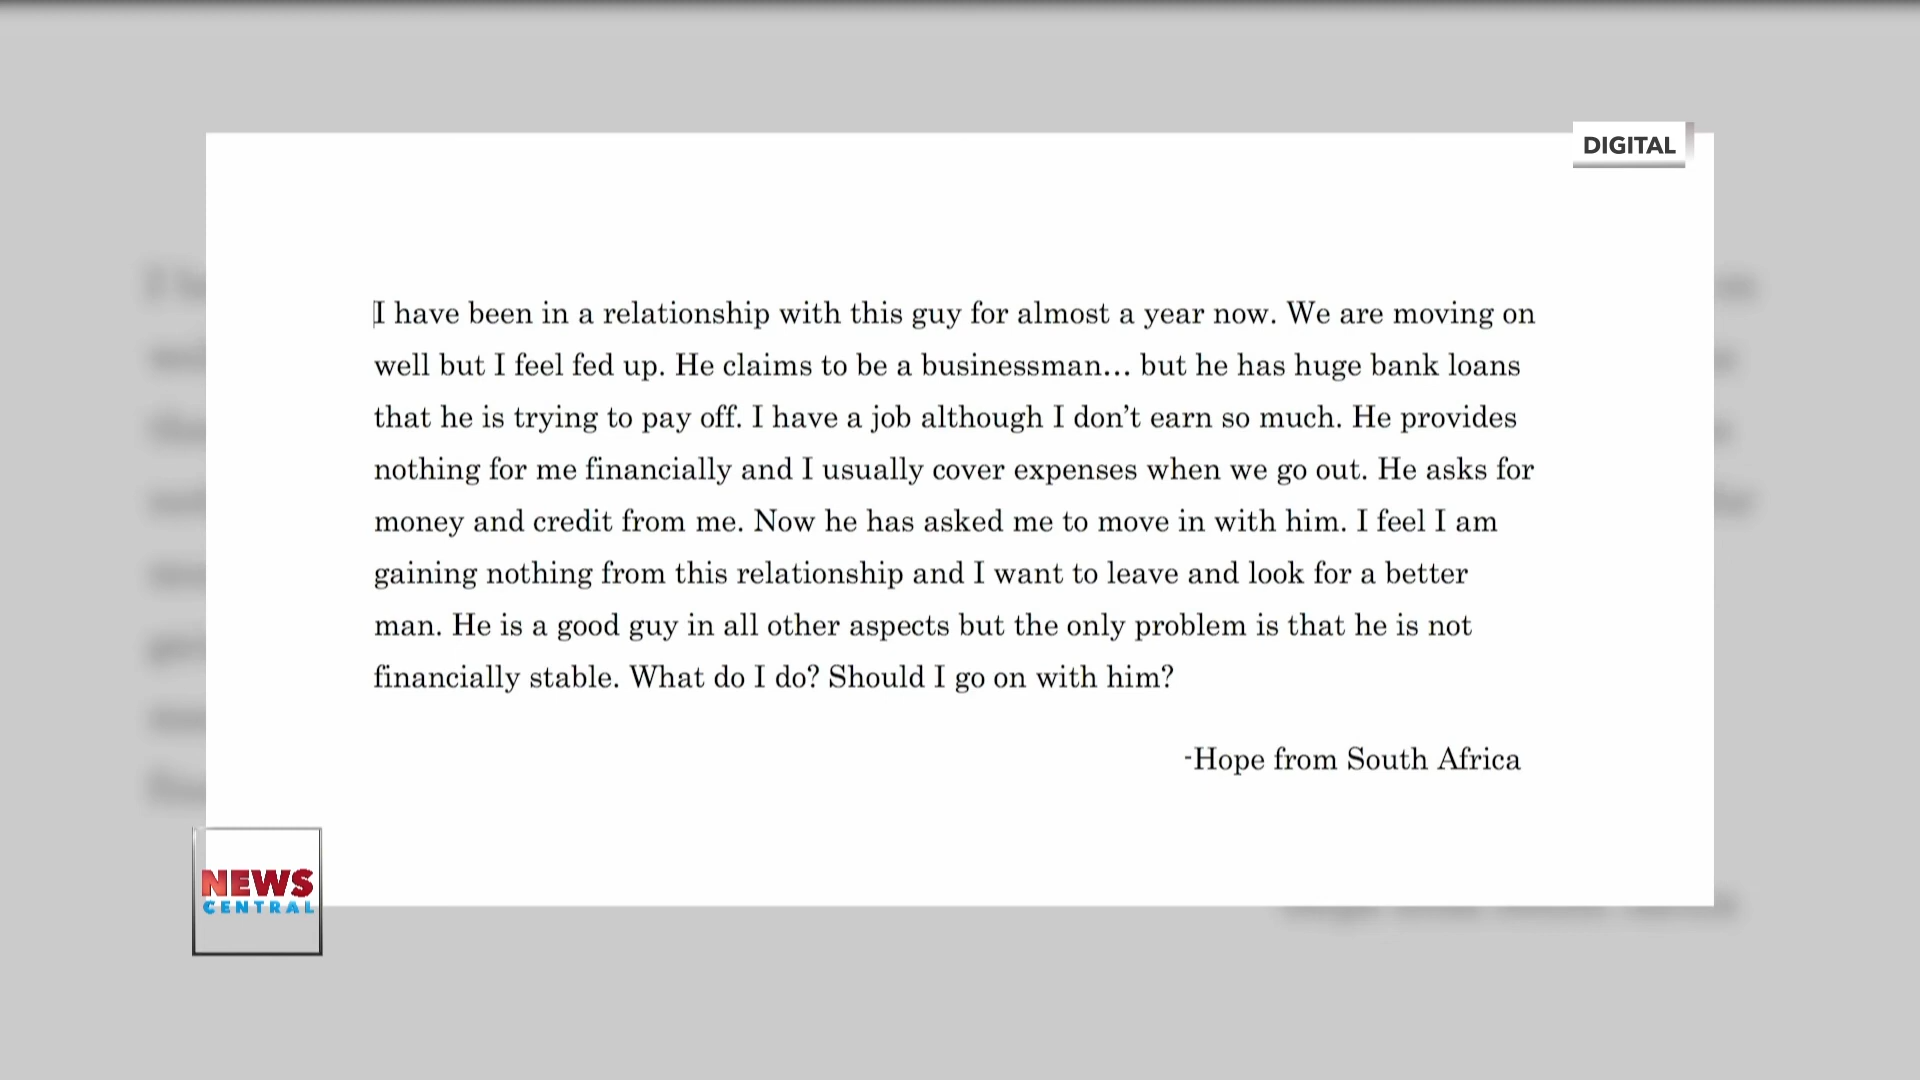 DIGITAL
I have been in a relationship with this guy for almost a year now. We are moving on
well but I feel fed up. He claims to be a businessman... but he has huge bank loans
that he is trying to pay off. I have a job although I don’t earn so much. He provides
nothing for me financially and I usually cover expenses when we go out. He asks for
money and credit from me. Now he has asked me to move in with him. I feel I am
gaining nothing from this relationship and I want to leave and look for a better
man. He is a good guy in all other aspects but the only problem is that he is not
financially stable. What do I do? Should I go on with him?
-Hope from South Africa
NEWS
CENTRAL